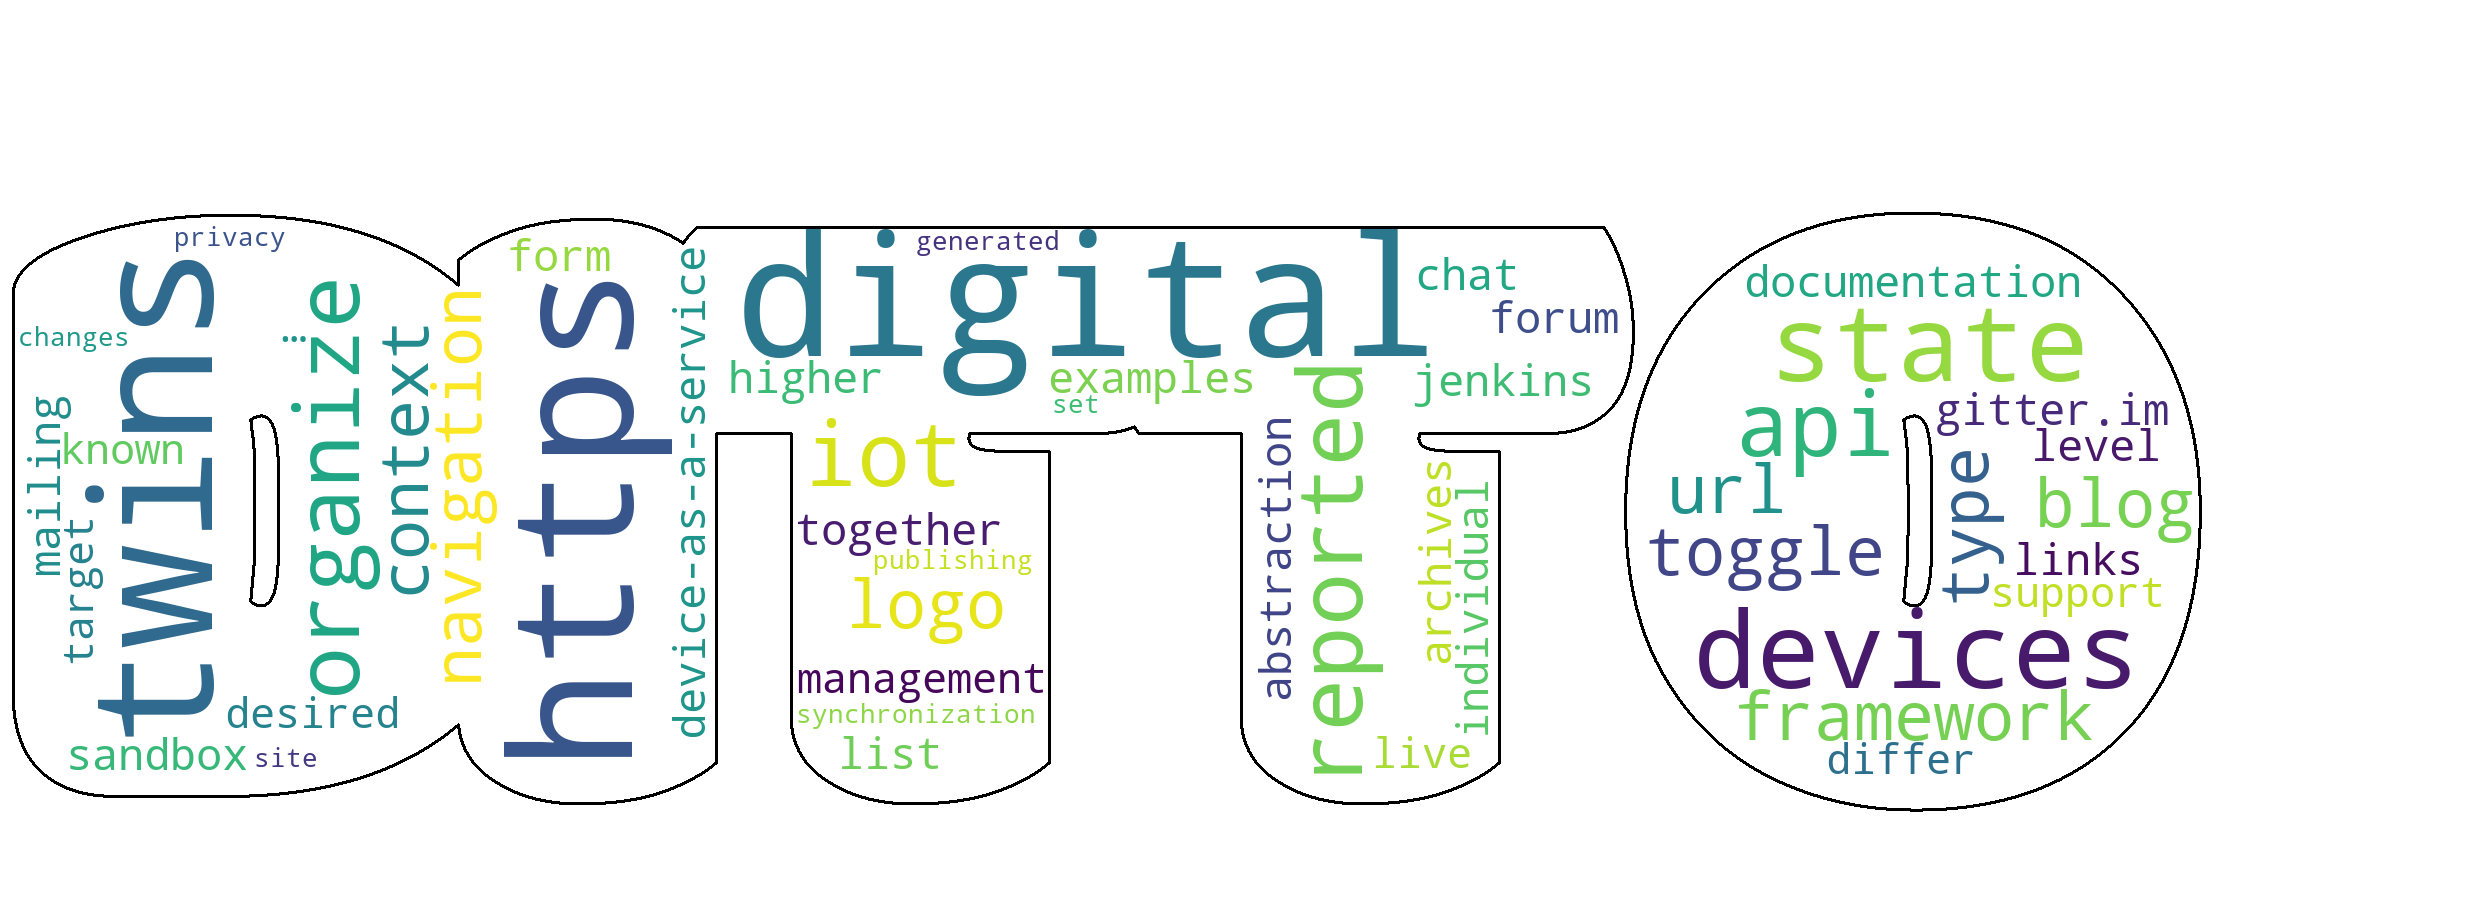 privacy
twins
changes
...
organize
context
navigation
mailing
known
target
desired
sandbox
site
form
https
device-as-a-service
digital
generated
chat
forum
higher
examples
set
jenkins
iot
together
publishing
logo
management
synchronization
list
abstraction
reported
archives
individual
live
documentation
state
api
gitter.im
level
url
type
blog
toggle
links
support
devices
framework
differ